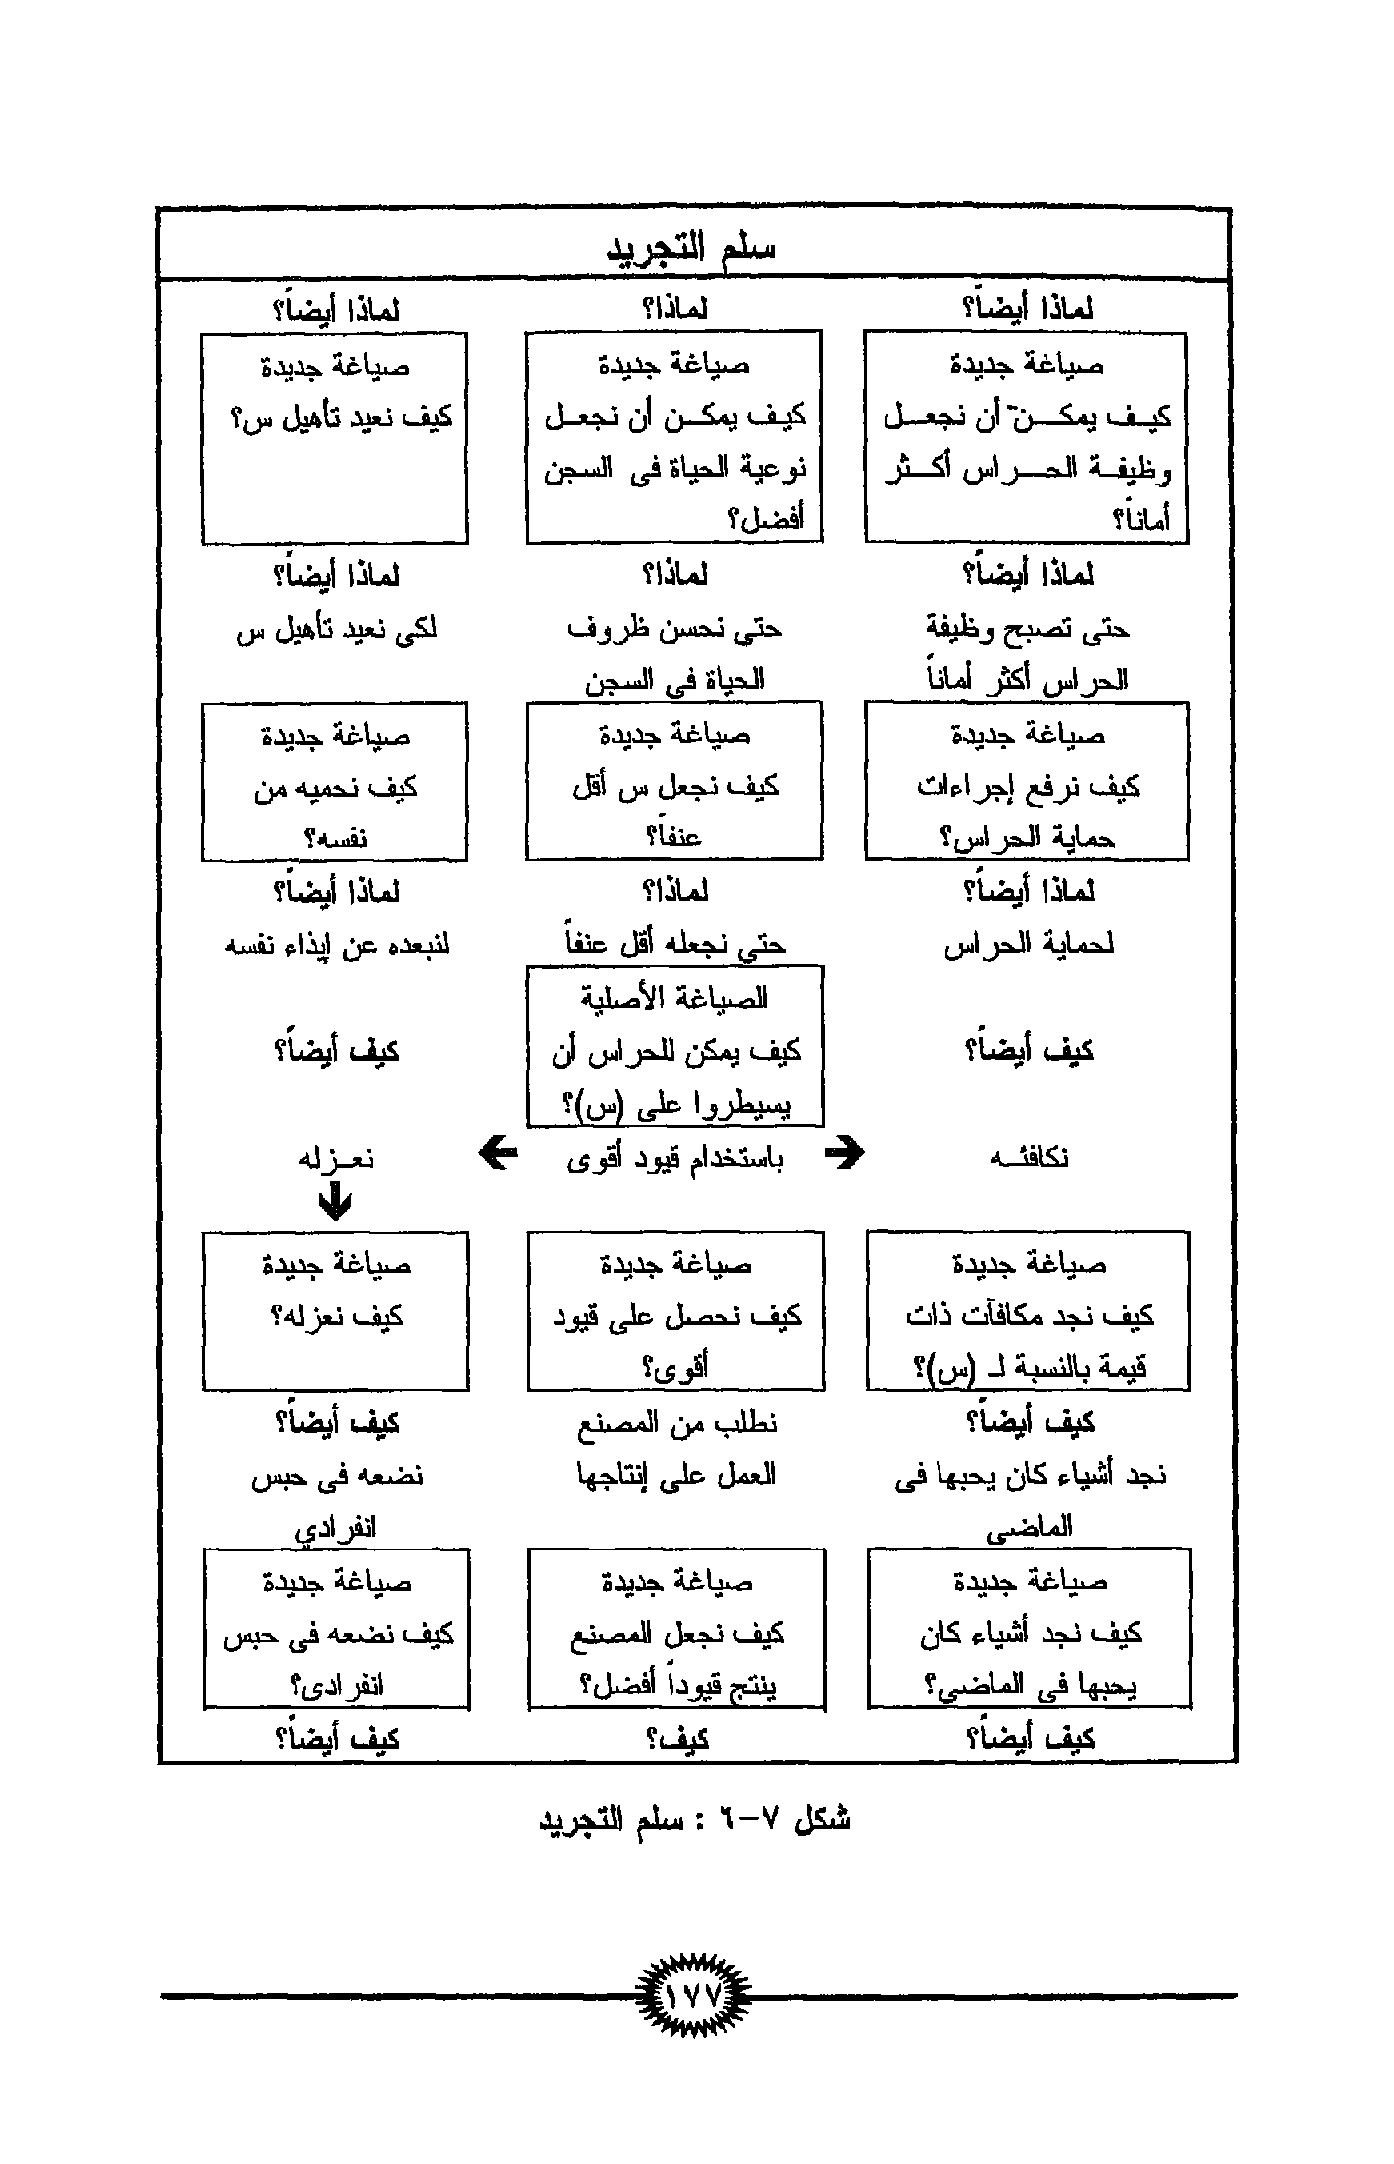 سلم التجريد
لماذا أيضاً؟ لماذا؟ لماذا أيضاً؟
صياغة جديدة صياغة جديدة صياغة جديدة
كيف يمكن أن نجعل كيف يمكن أن نجعل كيف نعيد تأهيل س؟
وظيفة الحراس أكثر نوعية الحياة فى السجن
أماناً؟ أفضل؟
لماذا أيضاً؟ لماذا؟ لماذا أيضاً؟
حتى تصبح وظيفة حتى نحسن ظروف لكى نعيد تأهيل س
الحراس أكثر أماناً الحياة فى السجن
صياغة جديدة صياغة جديدة صياغة جديدة
كيف نرفع إجراءات كيف نجعل س أقل كيف نحميه من
حماية الحراس؟ عنفاً؟ نفسه؟
لماذا أيضاً؟ لماذا؟ لماذا أيضاً؟
لحماية الحراس حتى نجعله أقل عنفاً لنبعده عن إيذاء نفسه
الصياغة الأصلية
كيف أيضاً؟ كيف يمكن للحراس أن كيف أيضاً؟
يسيطروا على (س)؟
نكافئه باستخدام قيود أقوى نعزله
صياغة جديدة صياغة جديدة صياغة جديدة
كيف نجد مكافآت ذات كيف نحصل على قيود كيف نعزله؟
قيمة بالنسبة لـ (س)؟ أقوى؟
كيف أيضاً؟ نطلب من المصنع كيف أيضاً؟
نجد أشياء كان يحبها فى العمل على إنتاجها نضعه فى حبس
الماضى انفرادي
صياغة جديدة صياغة جديدة صياغة جديدة
كيف نجد أشياء كان كيف نجعل المصنع كيف نضعه فى حبس
يحبها فى الماضى؟ ينتج قيوداً أفضل؟ انفرادى؟
كيف أيضاً؟ كيف؟ كيف أيضاً؟
شكل ٧-٦ : سلم التجريد
١٧٧